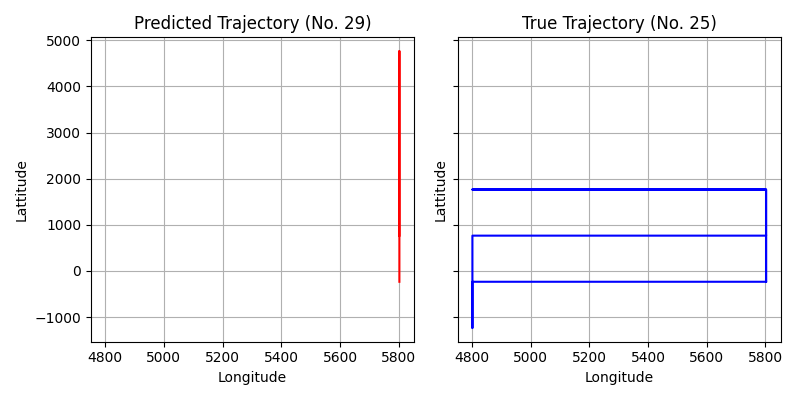 Predicted Trajectory (No. 29)
True Trajectory (No. 25)
Lattitude
5000
4000
3000
2000
1000
0
−1000
4800 5000 5200 5400 5600 5800
Longitude
Lattitude
4800 5000 5200 5400 5600 5800
Longitude